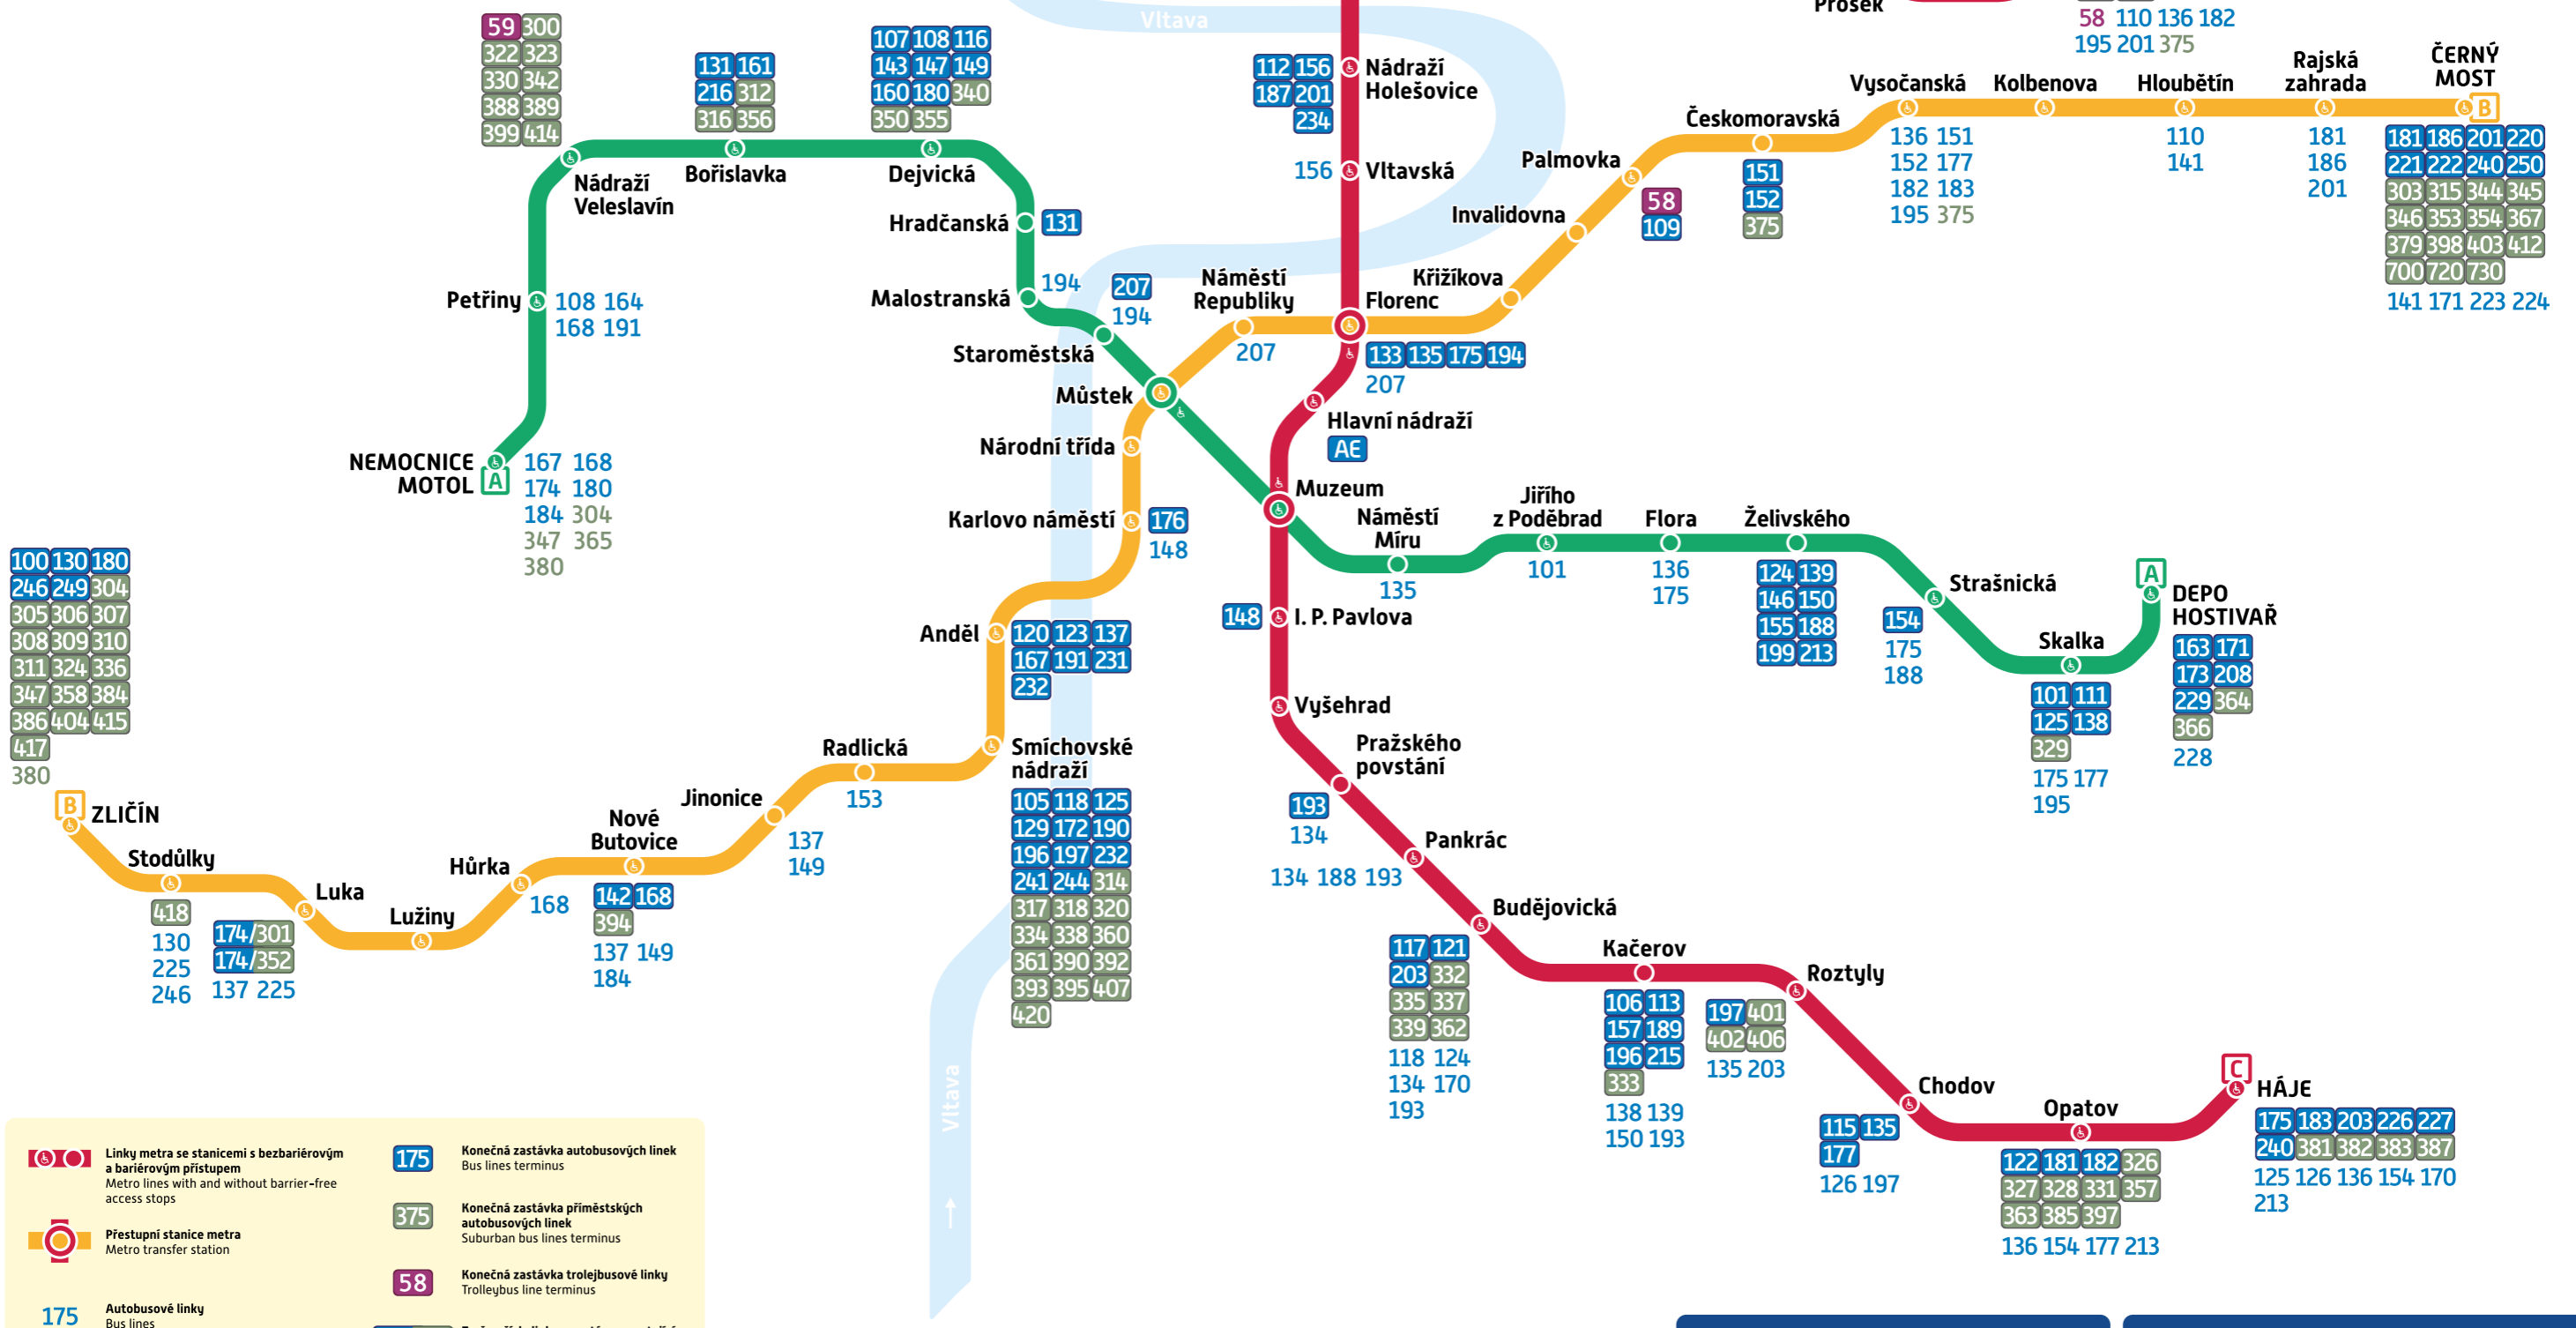 Vltava
Prosek
58 110 136 182
195 201 375
59 300
322 323
330 342
388 389
399 414
Nádraží
Veleslavín
131 161
216 312
316 356
Bořislavka
107 108 116
143 147 149
160 180 340
350 355
Dejvická
Hradčanská
131
Malostranská
194
207
194
Staroměstská
Můstek
Petřiny
108 164
168 191
NEMOCNICE
MOTOL
A
167 168
174 180
184 304
347 365
380
112 156
187 201
234
Nádraží
Holešovice
156
Vltavská
Náměstí
Republiky
207
Florenc
133 135 175 194
207
Křižíkova
Invalidovna
Palmovka
58
109
Českomoravská
151
152
375
Vysočanská
136 151
152 177
182 183
195 375
Kolbenova
Hloubětín
110
141
Rajská
zahrada
181
186
201
ČERNÝ
MOST
B
181 186 201 220
221 222 240 250
303 315 344 345
346 353 354 367
379 398 403 412
700 720 730
141 171 223 224
Hlavní nádraží
AE
Národní třída
Karlovo náměstí
176
148
Muzeum
Náměstí
Míru
135
Jiřího
z Poděbrad
101
Flora
136
175
Želivského
124 139
146 150
155 188
199 213
Strašnická
154
175
188
Skalka
101 111
125 138
329
175 177
195
A
DEPO
HOSTIVAŘ
163 171
173 208
229 364
366
228
100 130 180
246 249 304
305 306 307
308 309 310
311 324 336
347 358 384
386 404 415
417
380
B
ZLIČÍN
Stodůlky
418
130
225
246
Luka
174/301
174/352
137 225
Lužiny
Hůrka
168
Nové
Butovice
142 168
394
137 149
184
Jinonice
137
149
Radlická
153
Anděl
120 123 137
167 191 231
232
Smíchovské
nádraží
105 118 125
129 172 190
196 197 232
241 244 314
317 318 320
334 338 360
361 390 392
393 395 407
420
148
I. P. Pavlova
Vyšehrad
Pražského
povstání
193
134
Pankrác
134 188 193
Budějovická
117 121
203 332
335 337
339 362
118 124
134 170
193
Kačerov
106 113
157 189
196 215
333
138 139
150 193
Roztyly
197 401
402 406
135 203
Chodov
115 135
177
126 197
Opatov
122 181 182 326
327 328 331 357
363 385 397
136 154 177 213
C
HÁJE
175 183 203 226 227
240 381 382 383 387
125 126 136 154 170
213
Vltava
→
Linky metra se stanicemi s bezbariérovým
a bariérovým přístupem
Metro lines with and without barrier-free
access stops
Přestupní stanice metra
Metro transfer station
175
Autobusové linky
Bus lines
175
Konečná zastávka autobusových linek
Bus lines terminus
375
Konečná zastávka příměstských
autobusových linek
Suburban bus lines terminus
58
Konečná zastávka trolejbusové linky
Trolleybus line terminus